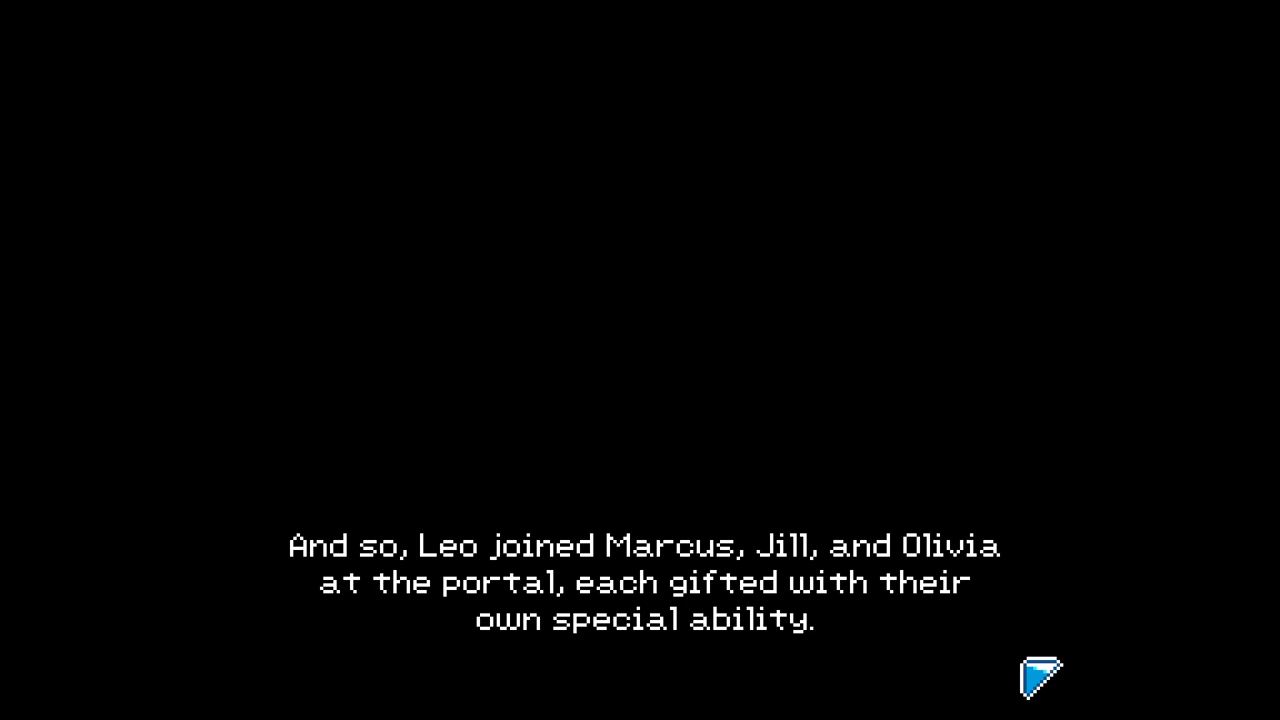 And so, Leo joined Marcus, Jill, and Olivia
at the portal, each gifted with their
own special ability.